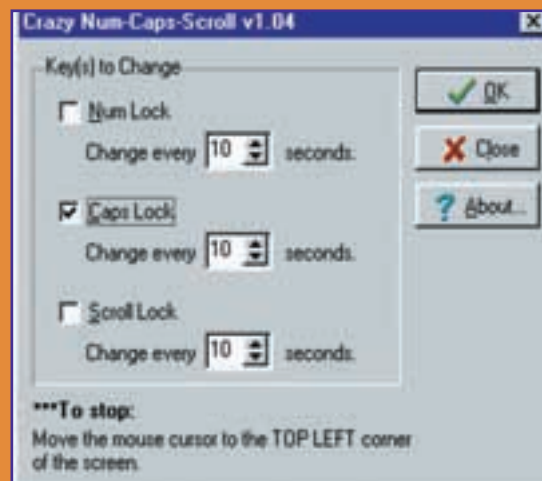 Crazy Num-Caps-Scroll v1.04
Key(s) to Change
Num Lock
Change every 10 seconds.
Caps Lock
Change every 10 seconds.
Scroll Lock
Change every 10 seconds.
OK
Close
About...
***To stop:
Move the mouse cursor to the TOP LEFT corner
of the screen.